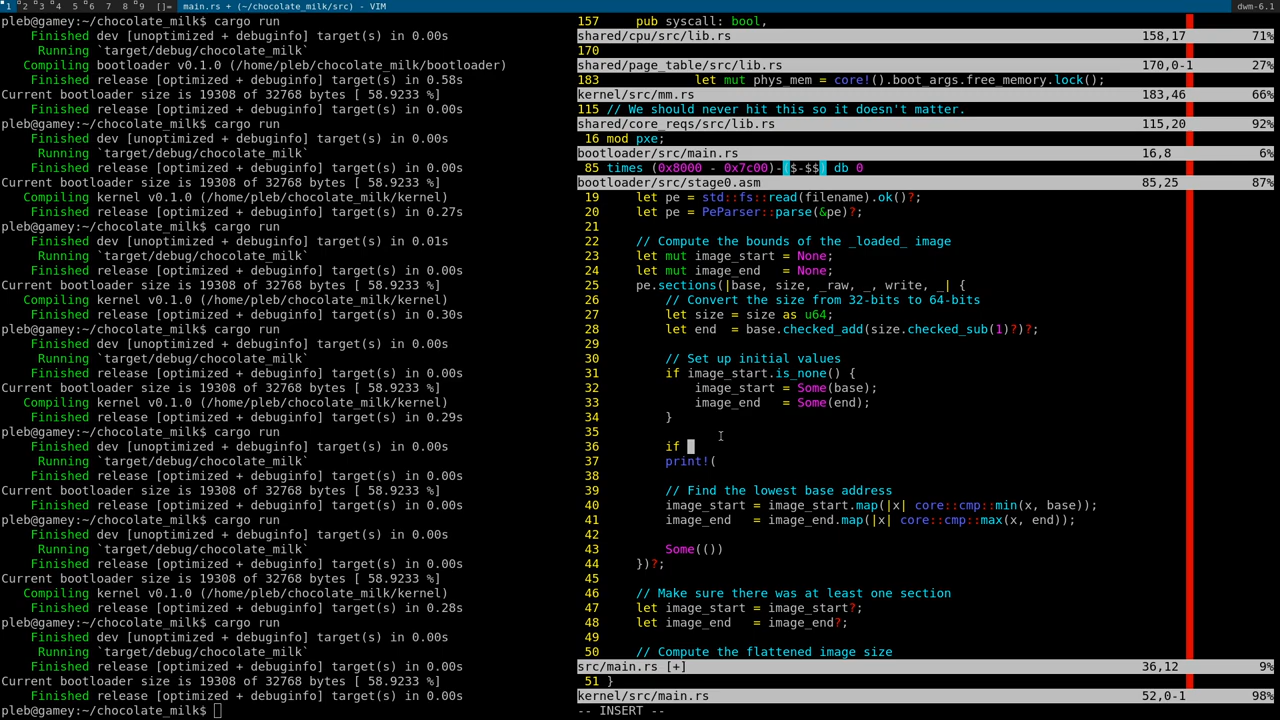 1 2 3 4 5 6 7 8 9 []= main.rs + (~/chocolate_milk/src) - VIM dwm-6.1
pleb@gamey:~/chocolate_milk$ cargo run
Finished dev [unoptimized + debuginfo] target(s) in 0.00s
Running `target/debug/chocolate_milk`
Compiling bootloader v0.1.0 (/home/pleb/chocolate_milk/bootloader)
Finished release [optimized + debuginfo] target(s) in 0.58s
Current bootloader size is 19308 of 32768 bytes [ 58.9233 %]
Finished release [optimized + debuginfo] target(s) in 0.00s
pleb@gamey:~/chocolate_milk$ cargo run
Finished dev [unoptimized + debuginfo] target(s) in 0.00s
Running `target/debug/chocolate_milk`
Finished release [optimized + debuginfo] target(s) in 0.00s
Current bootloader size is 19308 of 32768 bytes [ 58.9233 %]
Compiling kernel v0.1.0 (/home/pleb/chocolate_milk/kernel)
Finished release [optimized + debuginfo] target(s) in 0.27s
pleb@gamey:~/chocolate_milk$ cargo run
Finished dev [unoptimized + debuginfo] target(s) in 0.01s
Running `target/debug/chocolate_milk`
Finished release [optimized + debuginfo] target(s) in 0.00s
Current bootloader size is 19308 of 32768 bytes [ 58.9233 %]
Compiling kernel v0.1.0 (/home/pleb/chocolate_milk/kernel)
Finished release [optimized + debuginfo] target(s) in 0.30s
pleb@gamey:~/chocolate_milk$ cargo run
Finished dev [unoptimized + debuginfo] target(s) in 0.00s
Running `target/debug/chocolate_milk`
Finished release [optimized + debuginfo] target(s) in 0.00s
Current bootloader size is 19308 of 32768 bytes [ 58.9233 %]
Compiling kernel v0.1.0 (/home/pleb/chocolate_milk/kernel)
Finished release [optimized + debuginfo] target(s) in 0.29s
pleb@gamey:~/chocolate_milk$ cargo run
Finished dev [unoptimized + debuginfo] target(s) in 0.00s
Running `target/debug/chocolate_milk`
Finished release [optimized + debuginfo] target(s) in 0.00s
Current bootloader size is 19308 of 32768 bytes [ 58.9233 %]
Finished release [optimized + debuginfo] target(s) in 0.00s
pleb@gamey:~/chocolate_milk$ cargo run
Finished dev [unoptimized + debuginfo] target(s) in 0.00s
Running `target/debug/chocolate_milk`
Finished release [optimized + debuginfo] target(s) in 0.00s
Current bootloader size is 19308 of 32768 bytes [ 58.9233 %]
Compiling kernel v0.1.0 (/home/pleb/chocolate_milk/kernel)
Finished release [optimized + debuginfo] target(s) in 0.28s
pleb@gamey:~/chocolate_milk$ cargo run
Finished dev [unoptimized + debuginfo] target(s) in 0.00s
Running `target/debug/chocolate_milk`
Finished release [optimized + debuginfo] target(s) in 0.00s
Current bootloader size is 19308 of 32768 bytes [ 58.9233 %]
Finished release [optimized + debuginfo] target(s) in 0.00s
pleb@gamey:~/chocolate_milk$
157     pub syscall: bool,
shared/cpu/src/lib.rs 158,17 71%
170
shared/page_table/src/lib.rs 170,0-1 27%
183             let mut phys_mem = core!().boot_args.free_memory.lock();
kernel/src/mm.rs 183,46 66%
115 // We should never hit this so it doesn't matter.
shared/core_reqs/src/lib.rs 115,20 92%
16 mod pxe;
bootloader/src/main.rs 16,8 6%
85 times (0x8000 - 0x7c00)-($-$$) db 0
bootloader/src/stage0.asm 85,25 87%
19     let pe = std::fs::read(filename).ok()?;
20     let pe = PeParser::parse(&pe)?;
21
22     // Compute the bounds of the _loaded_ image
23     let mut image_start = None;
24     let mut image_end   = None;
25     pe.sections(|base, size, _raw, _, write, _| {
26         // Convert the size from 32-bits to 64-bits
27         let size = size as u64;
28         let end  = base.checked_add(size.checked_sub(1)?)?;
29
30         // Set up initial values
31         if image_start.is_none() {
32             image_start = Some(base);
33             image_end   = Some(end);
34         }
35
36         if
37         print!(
38
39         // Find the lowest base address
40         image_start = image_start.map(|x| core::cmp::min(x, base));
41         image_end   = image_end.map(|x| core::cmp::max(x, end));
42
43         Some(())
44     })?;
45
46     // Make sure there was at least one section
47     let image_start = image_start?;
48     let image_end   = image_end?;
49
50     // Compute the flattened image size
src/main.rs [+] 36,12 9%
51 }
kernel/src/main.rs 52,0-1 98%
-- INSERT --